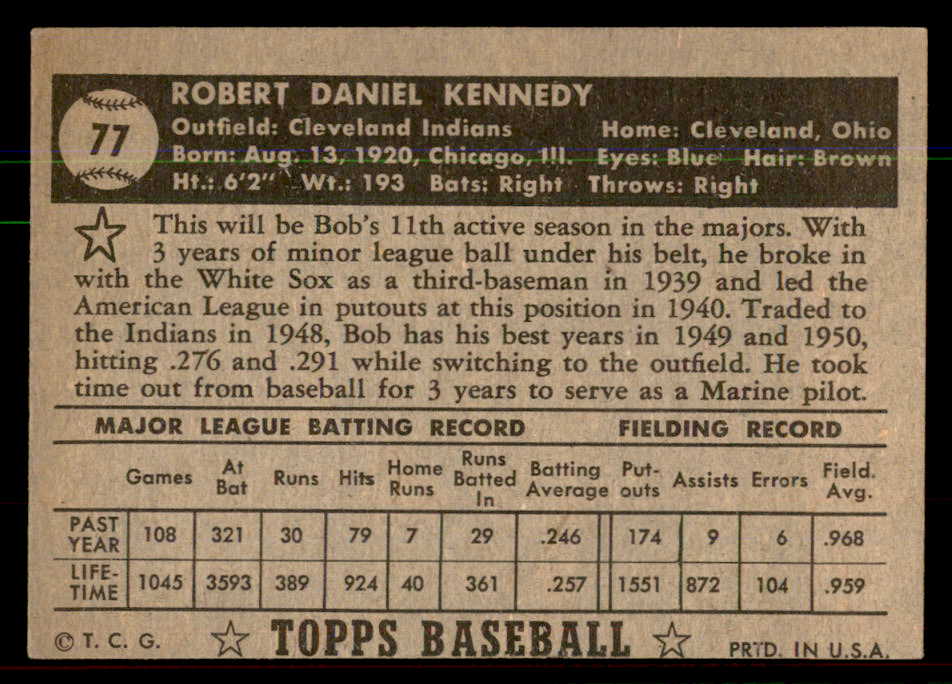 77
ROBERT DANIEL KENNEDY
Outfield: Cleveland Indians Home: Cleveland, Ohio
Born: Aug. 13, 1920, Chicago, Ill. Eyes: Blue Hair: Brown
Ht.: 6'2" Wt.: 193 Bats: Right Throws: Right
This will be Bob's 11th active season in the majors. With
3 years of minor league ball under his belt, he broke in
with the White Sox as a third-baseman in 1939 and led the
American League in putouts at this position in 1940. Traded to
the Indians in 1948, Bob has his best years in 1949 and 1950,
hitting .276 and .291 while switching to the outfield. He took
time out from baseball for 3 years to serve as a Marine pilot.
MAJOR LEAGUE BATTING RECORD FIELDING RECORD
Games At Bat Runs Hits Home Runs Runs Batted In Batting Average Put-outs Assists Errors Field. Avg.
PAST YEAR 108 321 30 79 7 29 .246 174 9 6 .968
LIFE-TIME 1045 3593 389 924 40 361 .257 1551 872 104 .959
© T. C. G. TOPPS BASEBALL PRTD. IN U.S.A.